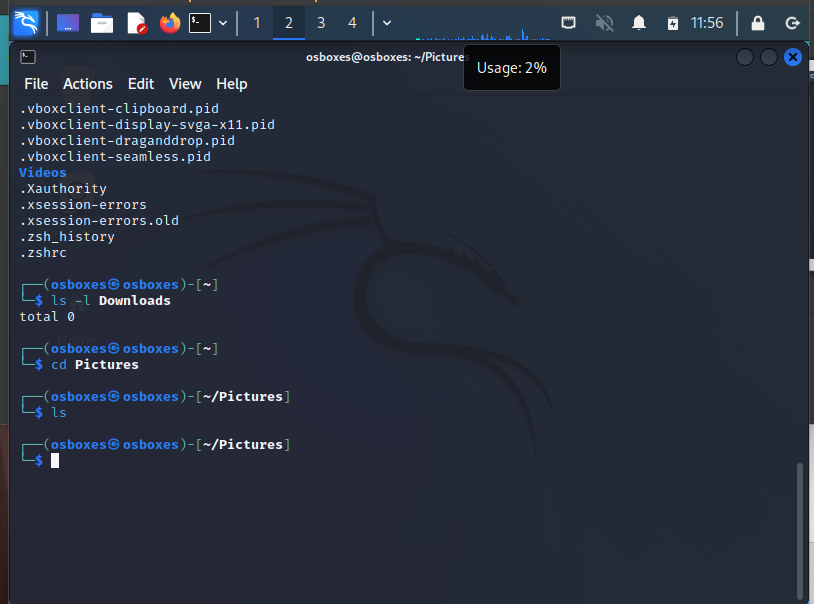 1 2 3 4 11:56
osboxes@osboxes: ~/Pictures
Usage: 2%
File Actions Edit View Help
.vboxclient-clipboard.pid
.vboxclient-display-svga-x11.pid
.vboxclient-draganddrop.pid
.vboxclient-seamless.pid
Videos
.Xauthority
.xsession-errors
.xsession-errors.old
.zsh_history
.zshrc
┌──(osboxes㉿osboxes)-[~]
└─$ ls -l Downloads
total 0
┌──(osboxes㉿osboxes)-[~]
└─$ cd Pictures
┌──(osboxes㉿osboxes)-[~/Pictures]
└─$ ls
┌──(osboxes㉿osboxes)-[~/Pictures]
└─$